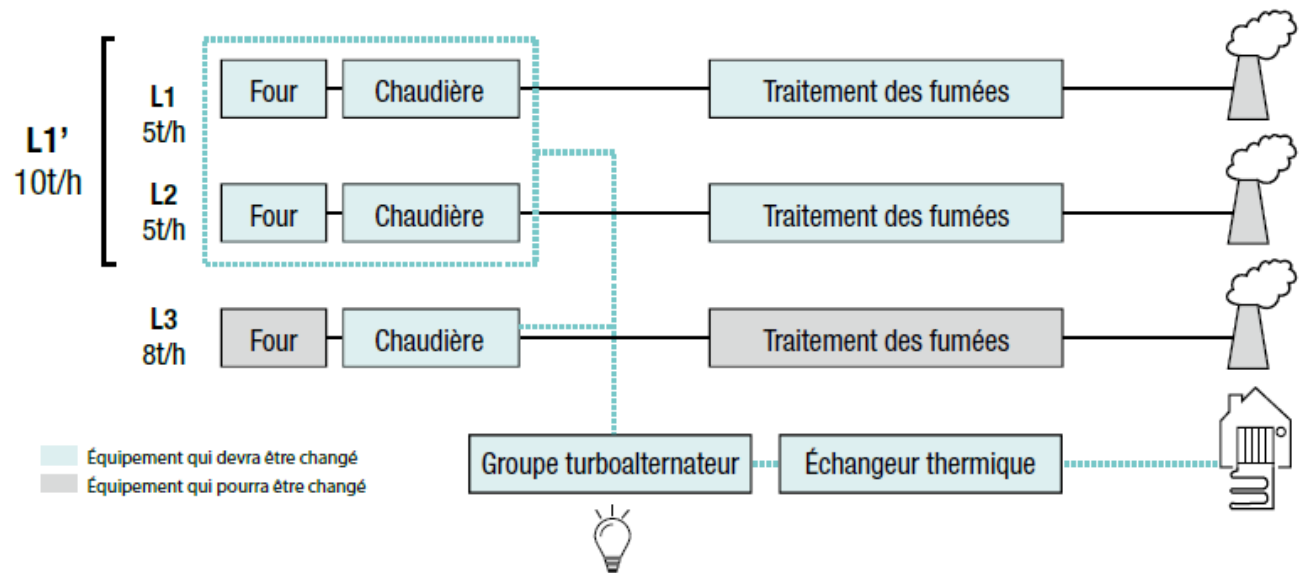 L1'
10t/h
L1
5t/h
Four
Chaudière
Traitement des fumées
L2
5t/h
Four
Chaudière
Traitement des fumées
L3
8t/h
Four
Chaudière
Traitement des fumées
Équipement qui devra être changé
Équipement qui pourra être changé
Groupe turboalternateur
Échangeur thermique